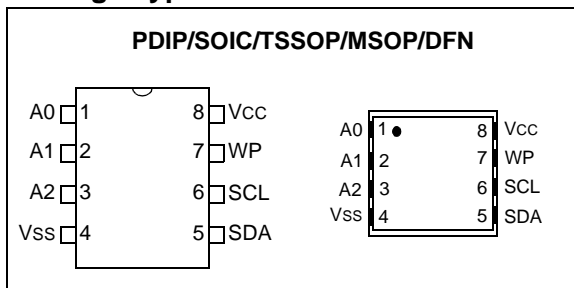 PDIP/SOIC/TSSOP/MSOP/DFN
A0 1 8 VCC
A1 2 7 WP
A2 3 6 SCL
VSS 4 5 SDA
A0 1 8 VCC
A1 2 7 WP
A2 3 6 SCL
VSS 4 5 SDA